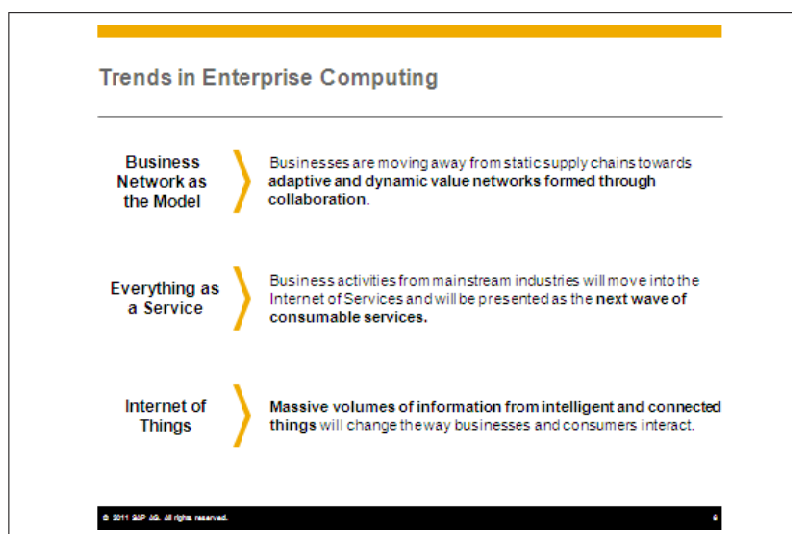 Trends in Enterprise Computing
Business
Network as
the Model
Businesses are moving away from static supply chains towards
adaptive and dynamic value networks formed through
collaboration.
Everything as
a Service
Business activities from mainstream industries will move into the
Internet of Services and will be presented as the next wave of
consumable services.
Internet of
Things
Massive volumes of information from intelligent and connected
things will change the way businesses and consumers interact.
© 2011 SAP AG. All rights reserved.